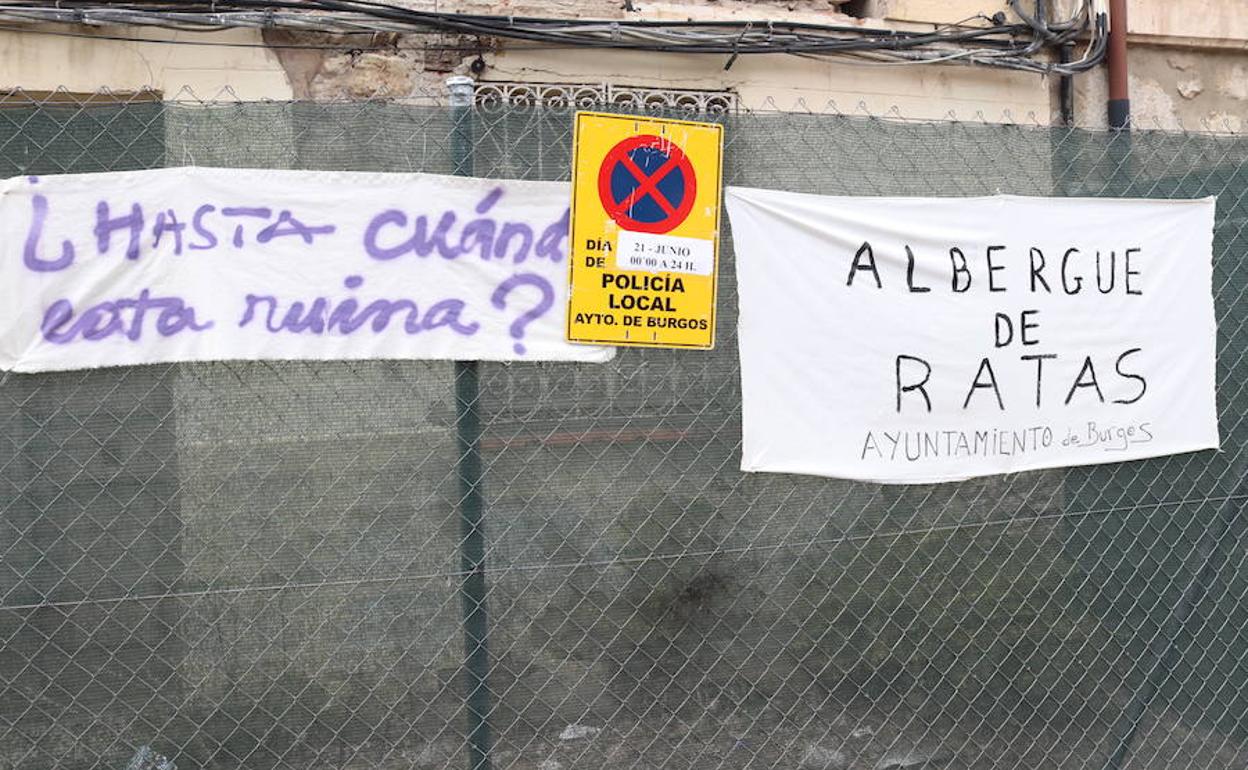 ¿HASTA CUÁNDO
esta ruina?
21 - JUNIO
DÍA
00'00 A 24 H.
DE
POLICÍA
LOCAL
AYTO. DE BURGOS
ALBERGUE
DE
RATAS
AYUNTAMIENTO de Burgos